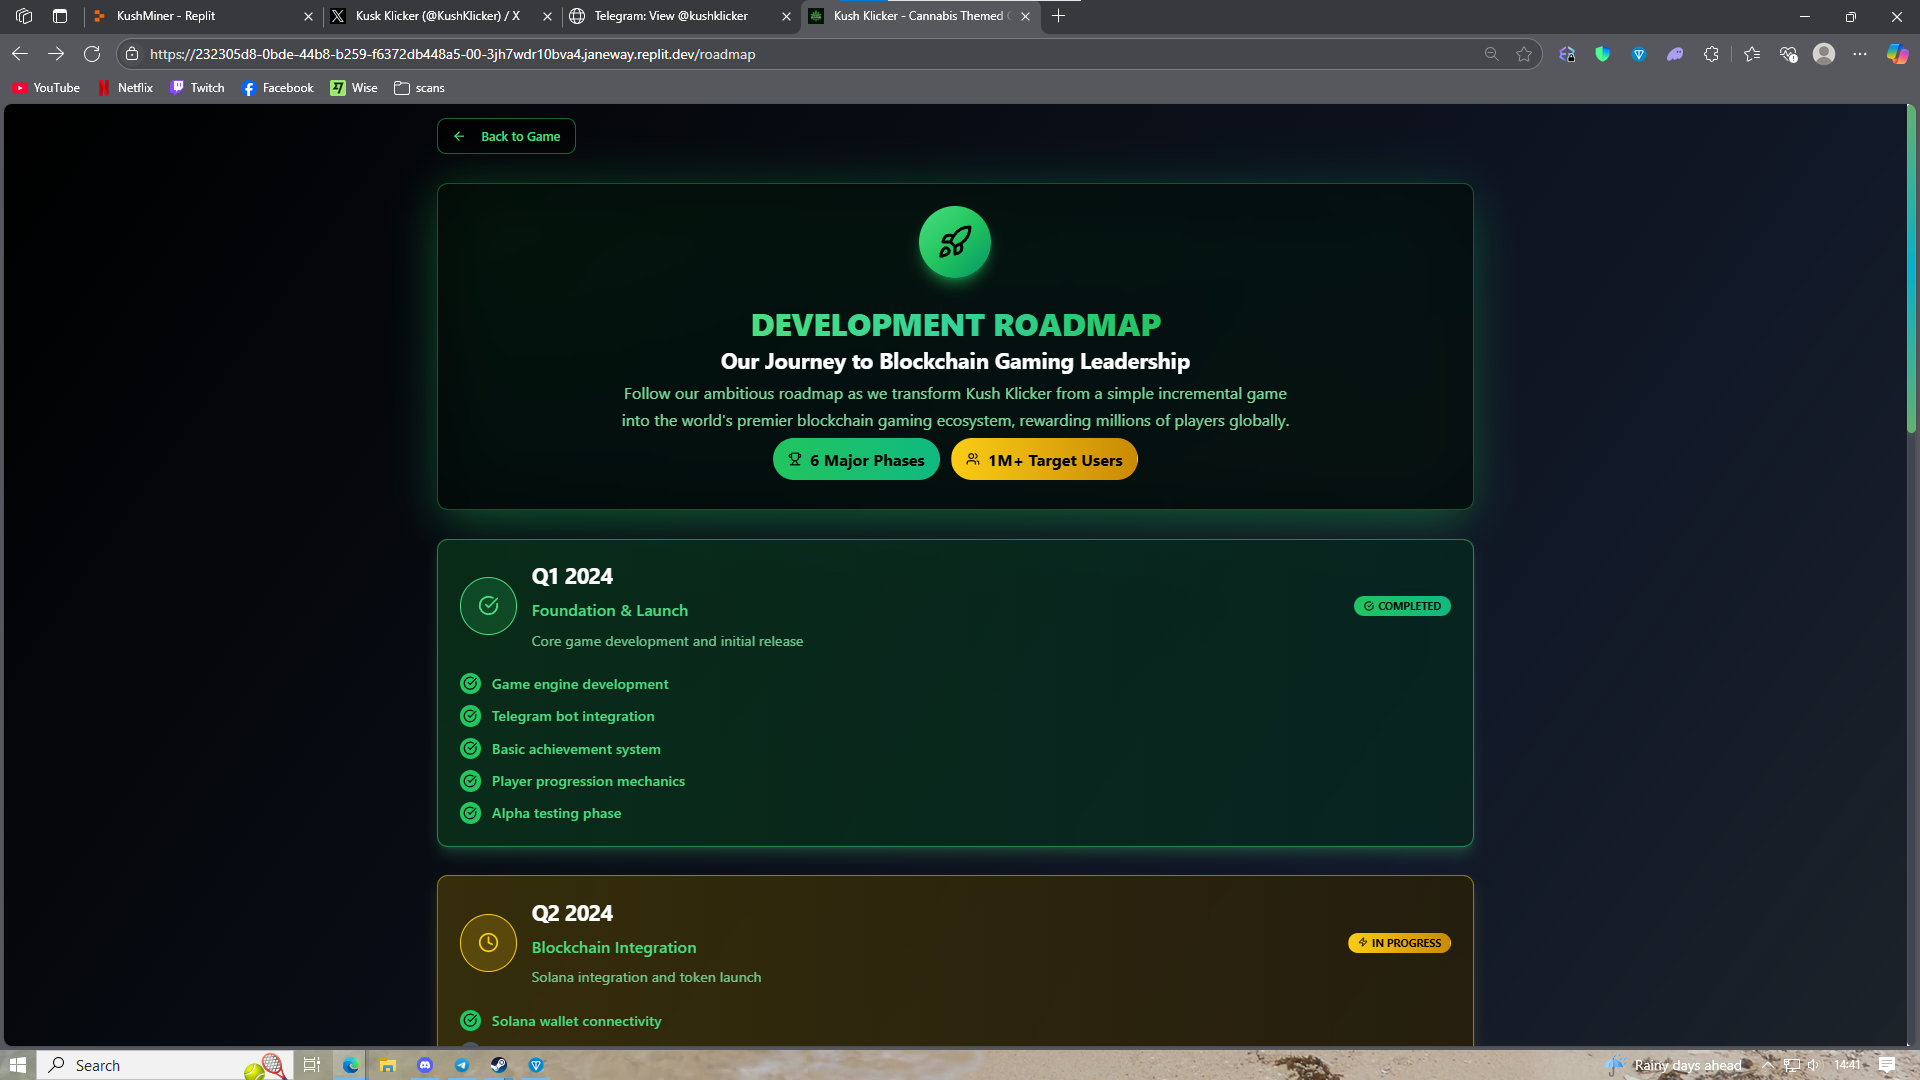 KushMiner - Replit
Kusk Klicker (@KushKlicker) / X
Telegram: View @kushklicker
Kush Klicker - Cannabis Themed
https://232305d8-0bde-44b8-b259-f6372db448a5-00-3jh7wdr10bva4.janeway.replit.dev/roadmap
YouTube
Netflix
Twitch
Facebook
Wise
scans
Back to Game
DEVELOPMENT ROADMAP
Our Journey to Blockchain Gaming Leadership
Follow our ambitious roadmap as we transform Kush Klicker from a simple incremental game
into the world's premier blockchain gaming ecosystem, rewarding millions of players globally.
6 Major Phases
1M+ Target Users
Q1 2024
Foundation & Launch
Core game development and initial release
COMPLETED
Game engine development
Telegram bot integration
Basic achievement system
Player progression mechanics
Alpha testing phase
Q2 2024
Blockchain Integration
Solana integration and token launch
IN PROGRESS
Solana wallet connectivity
Search
Rainy days ahead
14:41